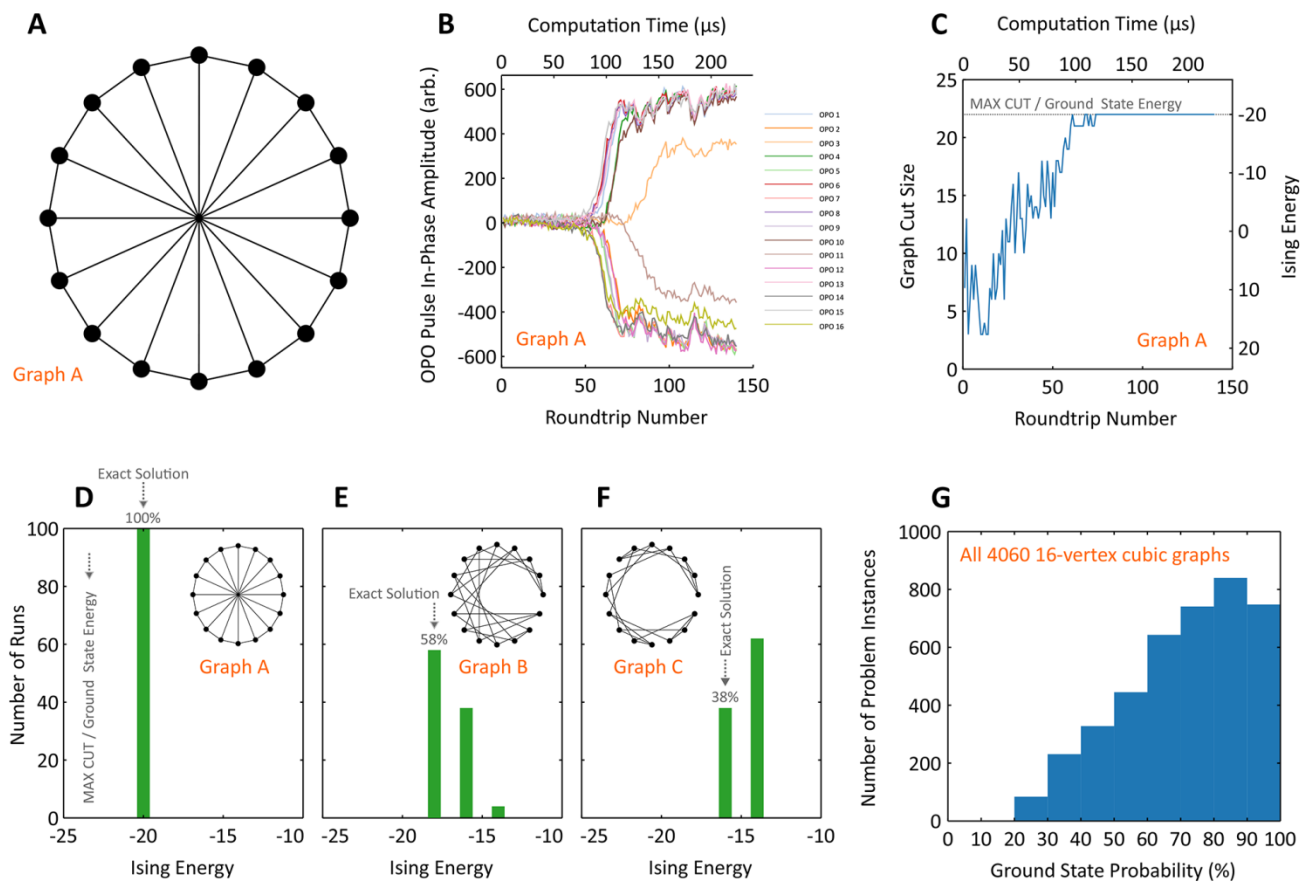 A
Graph A
B
Computation Time (µs)
0 50 100 150 200
600
400
200
0
-200
-400
-600
OPO Pulse In-Phase Amplitude (arb.)
Graph A
0 50 100 150
Roundtrip Number
OPO 1
OPO 2
OPO 3
OPO 4
OPO 5
OPO 6
OPO 7
OPO 8
OPO 9
OPO 10
OPO 11
OPO 12
OPO 13
OPO 14
OPO 15
OPO 16
C
Computation Time (µs)
0 50 100 150 200
25
20
15
10
5
0
Graph Cut Size
MAX CUT / Ground State Energy
-20
-10
0
10
20
Ising Energy
Graph A
0 50 100 150
Roundtrip Number
D
Exact Solution
100%
100
80
60
40
20
0
Number of Runs
MAX CUT / Ground State Energy
Graph A
-25 -20 -15
Ising Energy
E
Exact Solution
58%
Graph B
-20 -15
Ising Energy
F
Exact Solution
38%
Graph C
-20 -15 -10
Ising Energy
G
All 4060 16-vertex cubic graphs
1000
800
600
400
200
0
Number of Problem Instances
0 10 20 30 40 50 60 70 80 90 100
Ground State Probability (%)